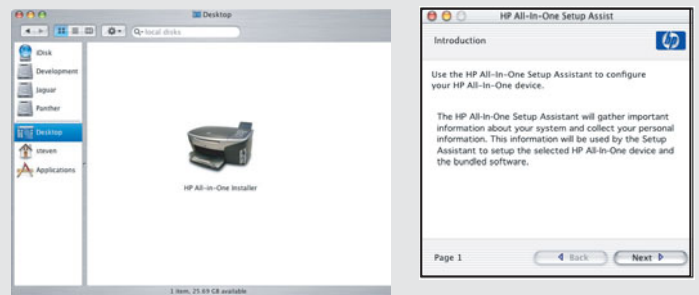 Desktop
local disks
iDisk
Development
Jaguar
Panther
Desktop
steven
Applications
HP All-in-One Installer
1 item, 25.69 GB available
HP All-In-One Setup Assist
Introduction
hp
Use the HP All-In-One Setup Assistant to configure
your HP All-In-One device.
The HP All-In-One Setup Assistant will gather important
information about your system and collect your personal
information. This information will be used by the Setup
Assistant to setup the selected HP All-In-One device and
the bundled software.
Page 1
Back
Next